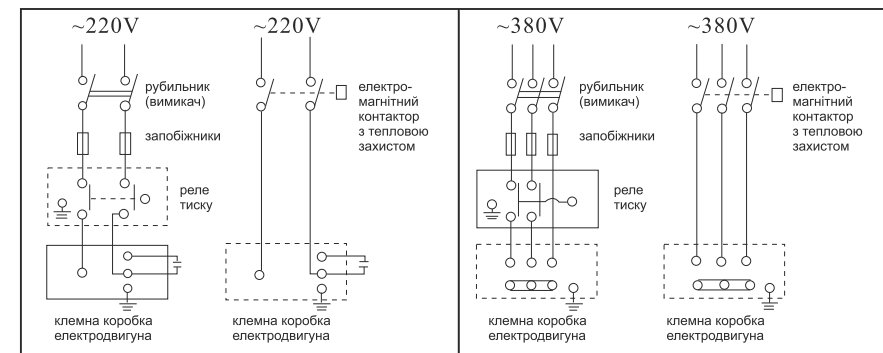 ~220V
~220V
~380V
~380V
рубильник
(вимикач)
електро-
магнітний
контактор
з тепловою
захистом
запобіжники
реле
тиску
клемна коробка
електродвигуна
клемна коробка
електродвигуна
рубильник
(вимикач)
електро-
магнітний
контактор
з тепловою
захистом
запобіжники
реле
тиску
клемна коробка
електродвигуна
клемна коробка
електродвигуна